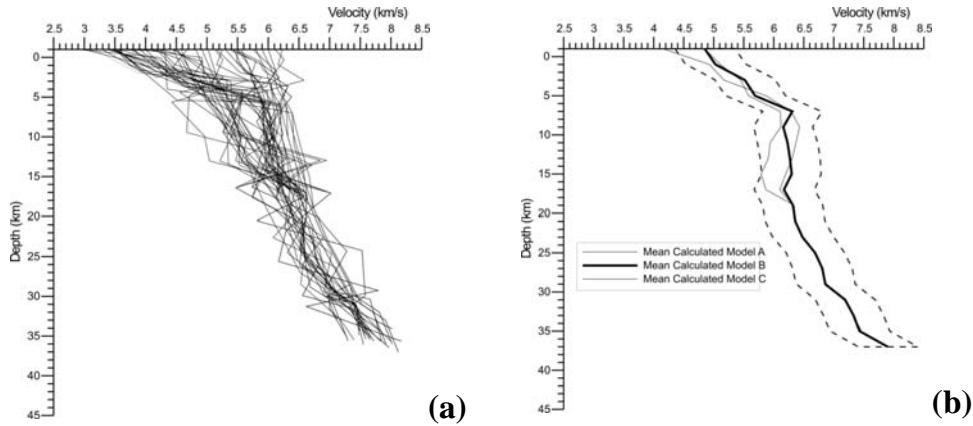 Velocity (km/s)
2.5 3 3.5 4 4.5 5 5.5 6 6.5 7 7.5 8 8.5
0
5
10
15
20
25
30
35
40
45
Depth (km)
(a)
Velocity (km/s)
2.5 3 3.5 4 4.5 5 5.5 6 6.5 7 7.5 8 8.5
0
5
10
15
20
25
30
35
40
45
Depth (km)
Mean Calculated Model A
Mean Calculated Model B
Mean Calculated Model C
(b)